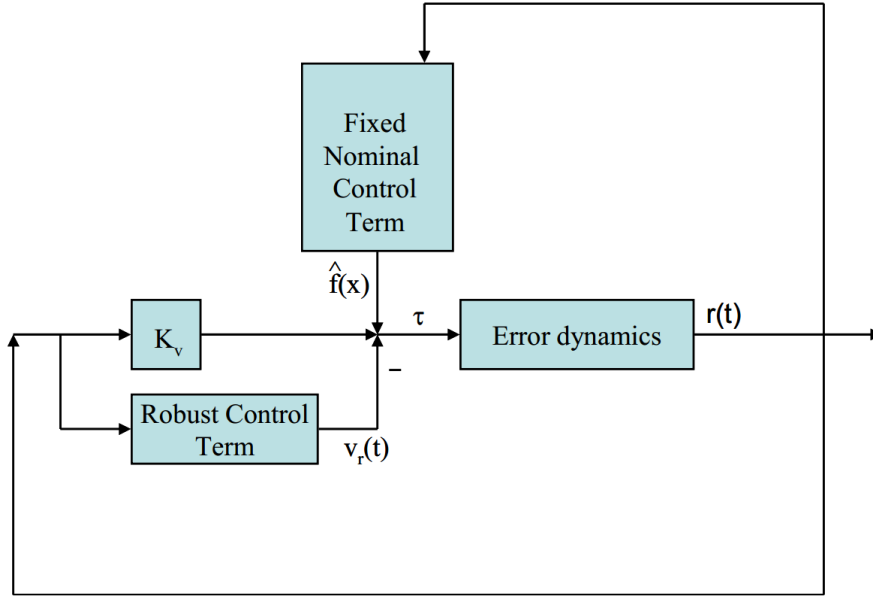 Fixed
Nominal
Control
Term
f̂(x)
τ
r(t)
K_v
Error dynamics
−
Robust Control
Term
v_r(t)